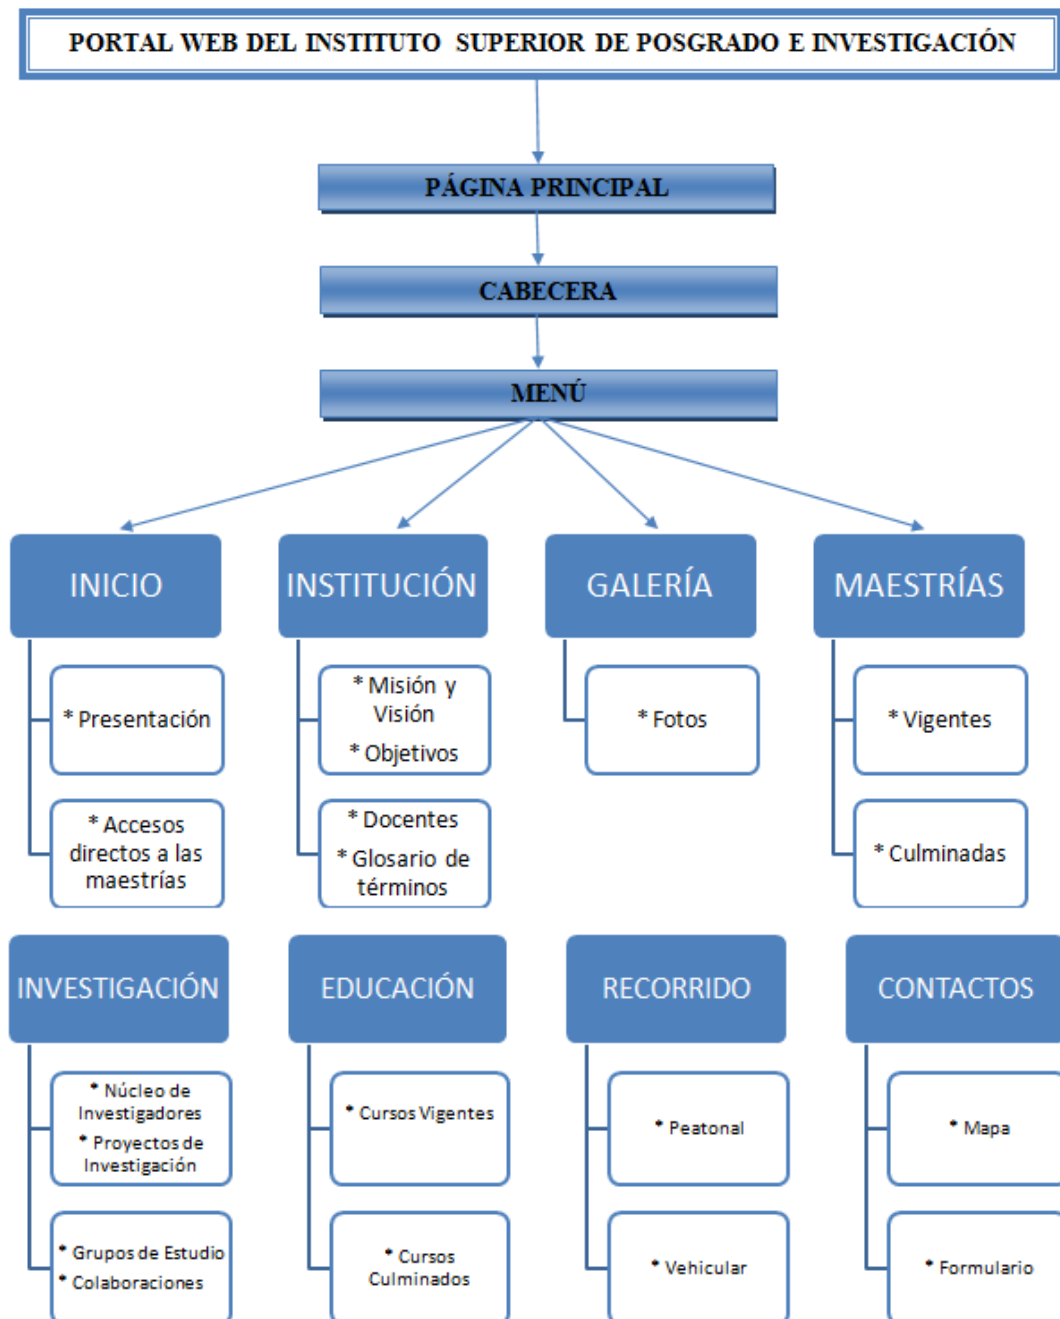 PORTAL WEB DEL INSTITUTO SUPERIOR DE POSGRADO E INVESTIGACIÓN
PÁGINA PRINCIPAL
CABECERA
MENÚ
INICIO
* Presentación
* Accesos
directos a las
maestrías
INSTITUCIÓN
* Misión y
Visión
* Objetivos
* Docentes
* Glosario de
términos
GALERÍA
* Fotos
MAESTRÍAS
* Vigentes
* Culminadas
INVESTIGACIÓN
* Núcleo de
Investigadores
* Proyectos de
Investigación
* Grupos de Estudio
* Colaboraciones
EDUCACIÓN
* Cursos Vigentes
* Cursos
Culminados
RECORRIDO
* Peatonal
* Vehicular
CONTACTOS
* Mapa
* Formulario